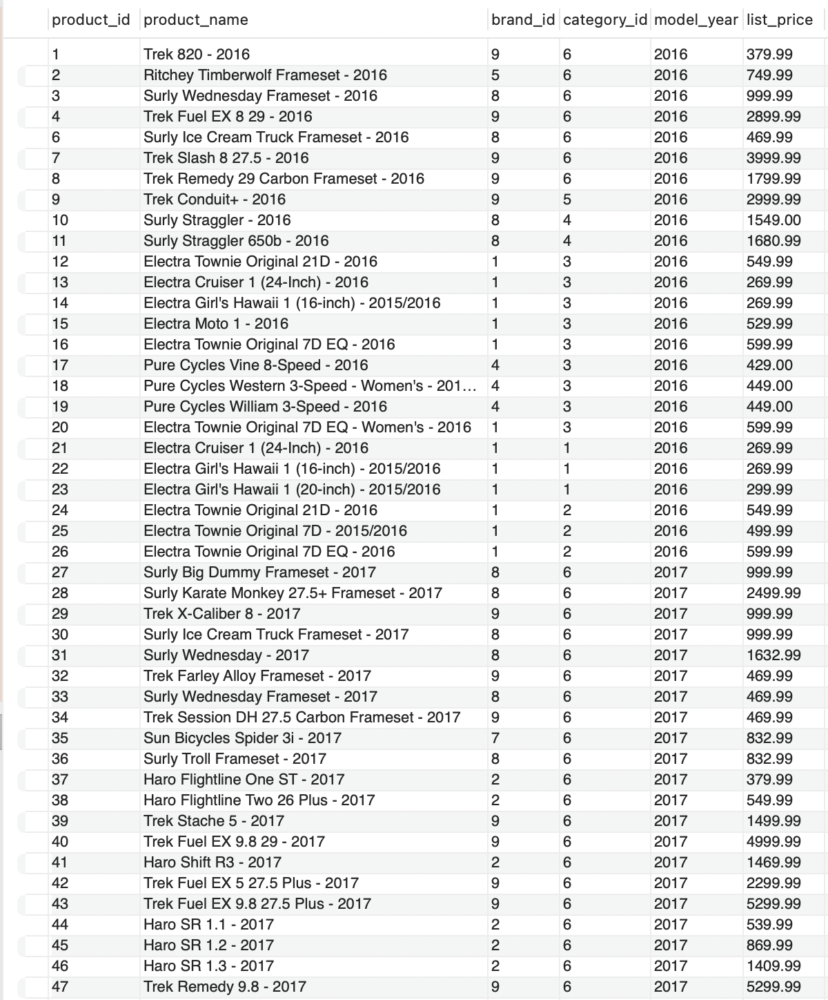 product_id product_name brand_id category_id model_year list_price
1 Trek 820 - 2016 9 6 2016 379.99
2 Ritchey Timberwolf Frameset - 2016 5 6 2016 749.99
3 Surly Wednesday Frameset - 2016 8 6 2016 999.99
4 Trek Fuel EX 8 29 - 2016 9 6 2016 2899.99
6 Surly Ice Cream Truck Frameset - 2016 8 6 2016 469.99
7 Trek Slash 8 27.5 - 2016 9 6 2016 3999.99
8 Trek Remedy 29 Carbon Frameset - 2016 9 6 2016 1799.99
9 Trek Conduit+ - 2016 9 5 2016 2999.99
10 Surly Straggler - 2016 8 4 2016 1549.00
11 Surly Straggler 650b - 2016 8 4 2016 1680.99
12 Electra Townie Original 21D - 2016 1 3 2016 549.99
13 Electra Cruiser 1 (24-Inch) - 2016 1 3 2016 269.99
14 Electra Girl's Hawaii 1 (16-inch) - 2015/2016 1 3 2016 269.99
15 Electra Moto 1 - 2016 1 3 2016 529.99
16 Electra Townie Original 7D EQ - 2016 1 3 2016 599.99
17 Pure Cycles Vine 8-Speed - 2016 4 3 2016 429.00
18 Pure Cycles Western 3-Speed - Women's - 201... 4 3 2016 449.00
19 Pure Cycles William 3-Speed - 2016 4 3 2016 449.00
20 Electra Townie Original 7D EQ - Women's - 2016 1 3 2016 599.99
21 Electra Cruiser 1 (24-Inch) - 2016 1 1 2016 269.99
22 Electra Girl's Hawaii 1 (16-inch) - 2015/2016 1 1 2016 269.99
23 Electra Girl's Hawaii 1 (20-inch) - 2015/2016 1 1 2016 299.99
24 Electra Townie Original 21D - 2016 1 2 2016 549.99
25 Electra Townie Original 7D - 2015/2016 1 2 2016 499.99
26 Electra Townie Original 7D EQ - 2016 1 2 2016 599.99
27 Surly Big Dummy Frameset - 2017 8 6 2017 999.99
28 Surly Karate Monkey 27.5+ Frameset - 2017 8 6 2017 2499.99
29 Trek X-Caliber 8 - 2017 9 6 2017 999.99
30 Surly Ice Cream Truck Frameset - 2017 8 6 2017 999.99
31 Surly Wednesday - 2017 8 6 2017 1632.99
32 Trek Farley Alloy Frameset - 2017 9 6 2017 469.99
33 Surly Wednesday Frameset - 2017 8 6 2017 469.99
34 Trek Session DH 27.5 Carbon Frameset - 2017 9 6 2017 469.99
35 Sun Bicycles Spider 3i - 2017 7 6 2017 832.99
36 Surly Troll Frameset - 2017 8 6 2017 832.99
37 Haro Flightline One ST - 2017 2 6 2017 379.99
38 Haro Flightline Two 26 Plus - 2017 2 6 2017 549.99
39 Trek Stache 5 - 2017 9 6 2017 1499.99
40 Trek Fuel EX 9.8 29 - 2017 9 6 2017 4999.99
41 Haro Shift R3 - 2017 2 6 2017 1469.99
42 Trek Fuel EX 5 27.5 Plus - 2017 9 6 2017 2299.99
43 Trek Fuel EX 9.8 27.5 Plus - 2017 9 6 2017 5299.99
44 Haro SR 1.1 - 2017 2 6 2017 539.99
45 Haro SR 1.2 - 2017 2 6 2017 869.99
46 Haro SR 1.3 - 2017 2 6 2017 1409.99
47 Trek Remedy 9.8 - 2017 9 6 2017 5299.99